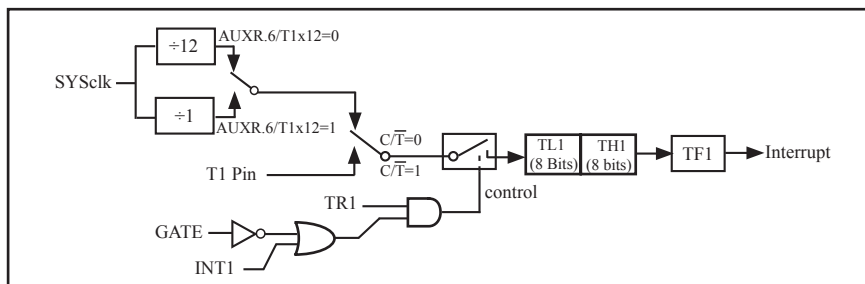 ÷12
AUXR.6/T1x12=0
SYSclk
÷1
AUXR.6/T1x12=1
C/T̅=0
C/T̅=1
T1 Pin
TL1
(8 Bits)
TH1
(8 bits)
TF1
Interrupt
control
TR1
GATE
INT1